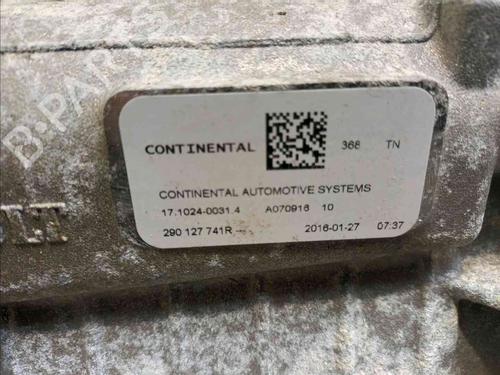 B-PARTS
CONTINENTAL 368 TN
CONTINENTAL AUTOMOTIVE SYSTEMS
17.1024-0031.4 A070916 10
290 127 741R -- 2016-01-27 07:37